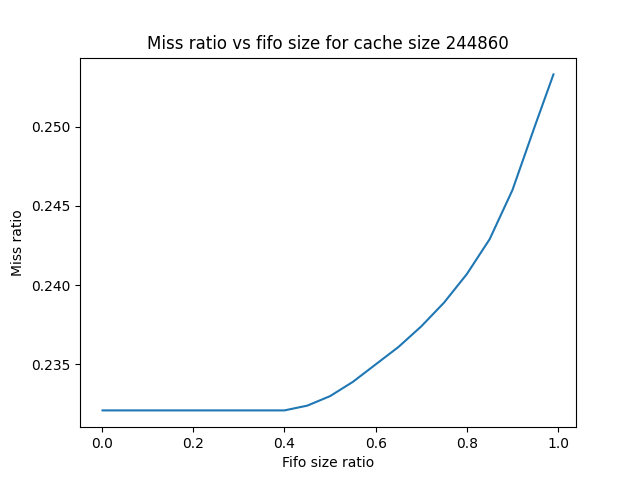 Miss ratio vs fifo size for cache size 244860
0.250
0.245
0.240
0.235
Miss ratio
0.0 0.2 0.4 0.6 0.8 1.0
Fifo size ratio